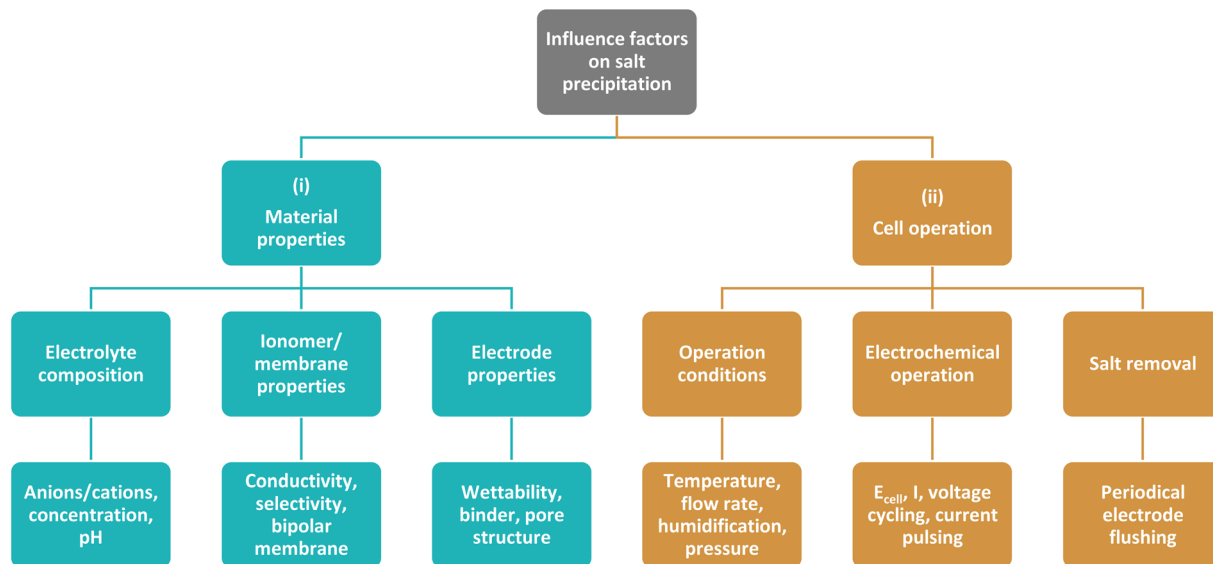 Influence factors
on salt
precipitation
(i)
Material
properties
(ii)
Cell operation
Electrolyte
composition
Ionomer/
membrane
properties
Electrode
properties
Operation
conditions
Electrochemical
operation
Salt removal
Anions/cations,
concentration,
pH
Conductivity,
selectivity,
bipolar
membrane
Wettability,
binder, pore
structure
Temperature,
flow rate,
humidification,
pressure
E_cell, I, voltage
cycling, current
pulsing
Periodical
electrode
flushing